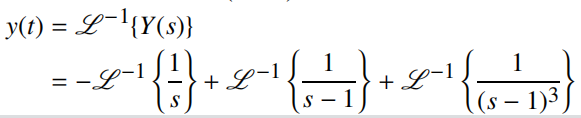 y(t) = ℒ⁻¹{Y(s)}
= −ℒ⁻¹{1/s} + ℒ⁻¹{1/(s − 1)} + ℒ⁻¹{1/(s − 1)³}